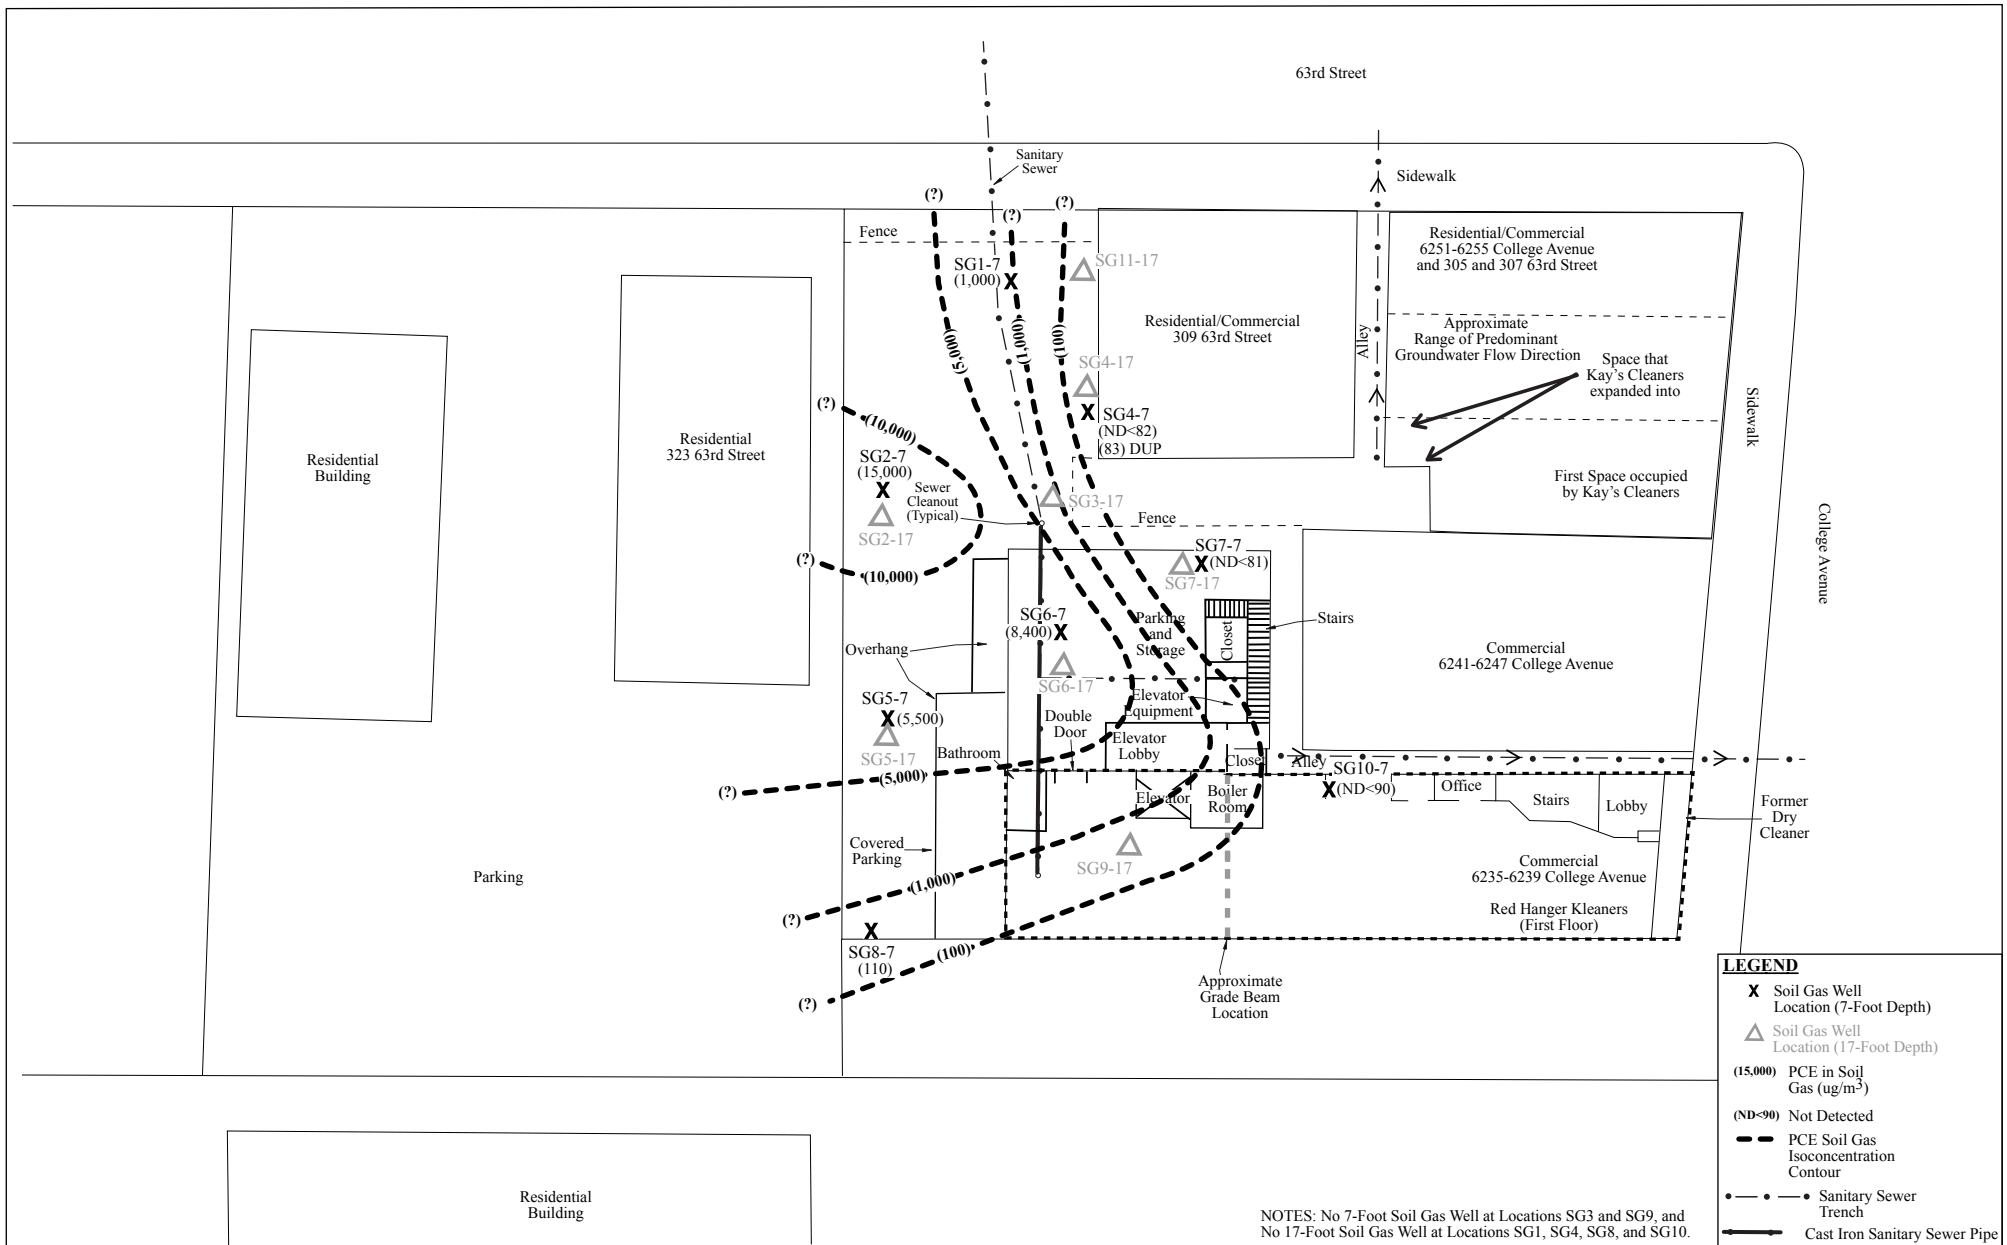 63rd Street
Sanitary
Sewer
Sidewalk
(?)
(?)
(?)
Fence
SG1-7
(1,000)
SG11-17
Residential/Commercial
6251-6255 College Avenue
and 305 and 307 63rd Street
(5,000)
(1,000)
(100)
Residential/Commercial
309 63rd Street
Alley
Approximate
Range of Predominant
Groundwater Flow Direction
Space that
Kay's Cleaners
expanded into
Sidewalk
SG4-17
SG4-7
(ND<82)
(83) DUP
(?)
(10,000)
Residential
323 63rd Street
Residential
Building
SG2-7
(15,000)
Sewer
Cleanout
(Typical)
SG2-17
SG3-17
First Space occupied
by Kay's Cleaners
Fence
College Avenue
(?)
(10,000)
SG7-7
(ND<81)
SG7-17
SG6-7
(8,400)
Parking
and
Storage
Closet
Stairs
Commercial
6241-6247 College Avenue
Overhang
SG6-17
SG5-7
(5,500)
SG5-17
Double
Door
Elevator
Equipment
Elevator
Lobby
Bathroom
Closet
Alley
SG10-7
(ND<90)
(?)
(5,000)
Elevator
Boiler
Room
Office
Stairs
Lobby
Former
Dry
Cleaner
Covered
Parking
SG9-17
Commercial
6235-6239 College Avenue
Parking
(?)
(1,000)
Red Hanger Kleaners
(First Floor)
SG8-7
(110)
(100)
(?)
Approximate
Grade Beam
Location
LEGEND
X Soil Gas Well
Location (7-Foot Depth)
Soil Gas Well
Location (17-Foot Depth)
(15,000) PCE in Soil
Gas (ug/m3)
(ND<90) Not Detected
PCE Soil Gas
Isoconcentration
Contour
Sanitary Sewer
Trench
Cast Iron Sanitary Sewer Pipe
Residential
Building
NOTES: No 7-Foot Soil Gas Well at Locations SG3 and SG9, and
No 17-Foot Soil Gas Well at Locations SG1, SG4, SG8, and SG10.